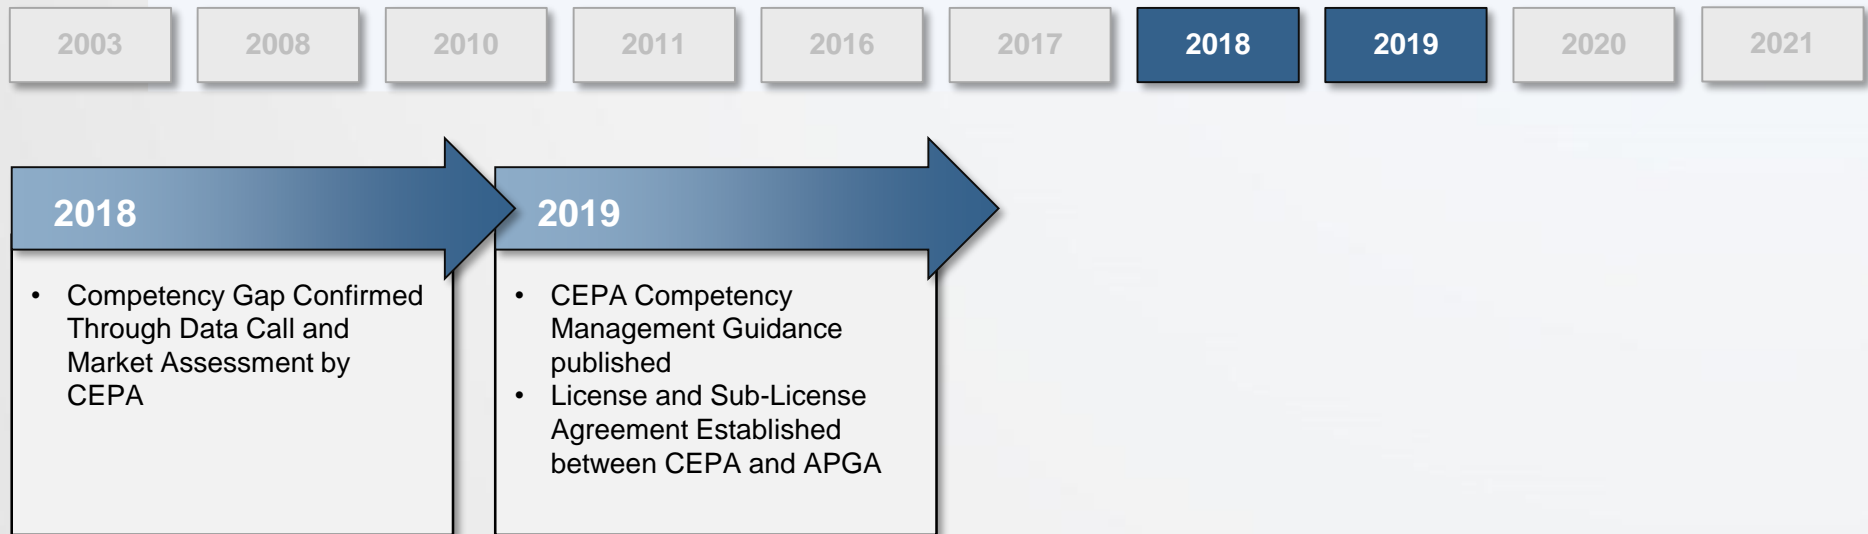 2003 2008 2010 2011 2016 2017 2018 2019 2020 2021
2018
• Competency Gap Confirmed
Through Data Call and
Market Assessment by
CEPA
2019
• CEPA Competency
Management Guidance
published
• License and Sub-License
Agreement Established
between CEPA and APGA